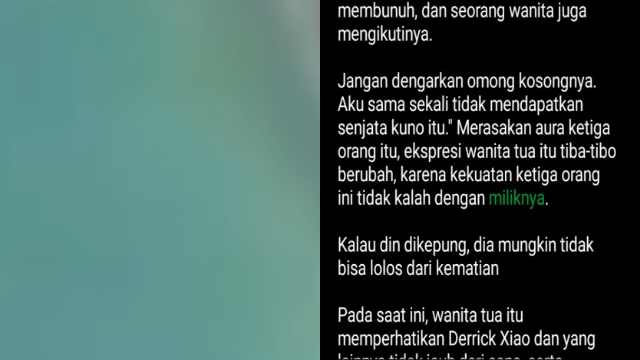 membunuh, dan seorang wanita juga
mengikutinya.
Jangan dengarkan omong kosongnya.
Aku sama sekali tidak mendapatkan
senjata kuno itu." Merasakan aura ketiga
orang itu, ekspresi wanita tua itu tiba-tibo
berubah, karena kekuatan ketiga orang
ini tidak kalah dengan miliknya.
Kalau din dikepung, dia mungkin tidak
bisa lolos dari kematian
Pada saat ini, wanita tua itu
memperhatikan Derrick Xiao dan yang